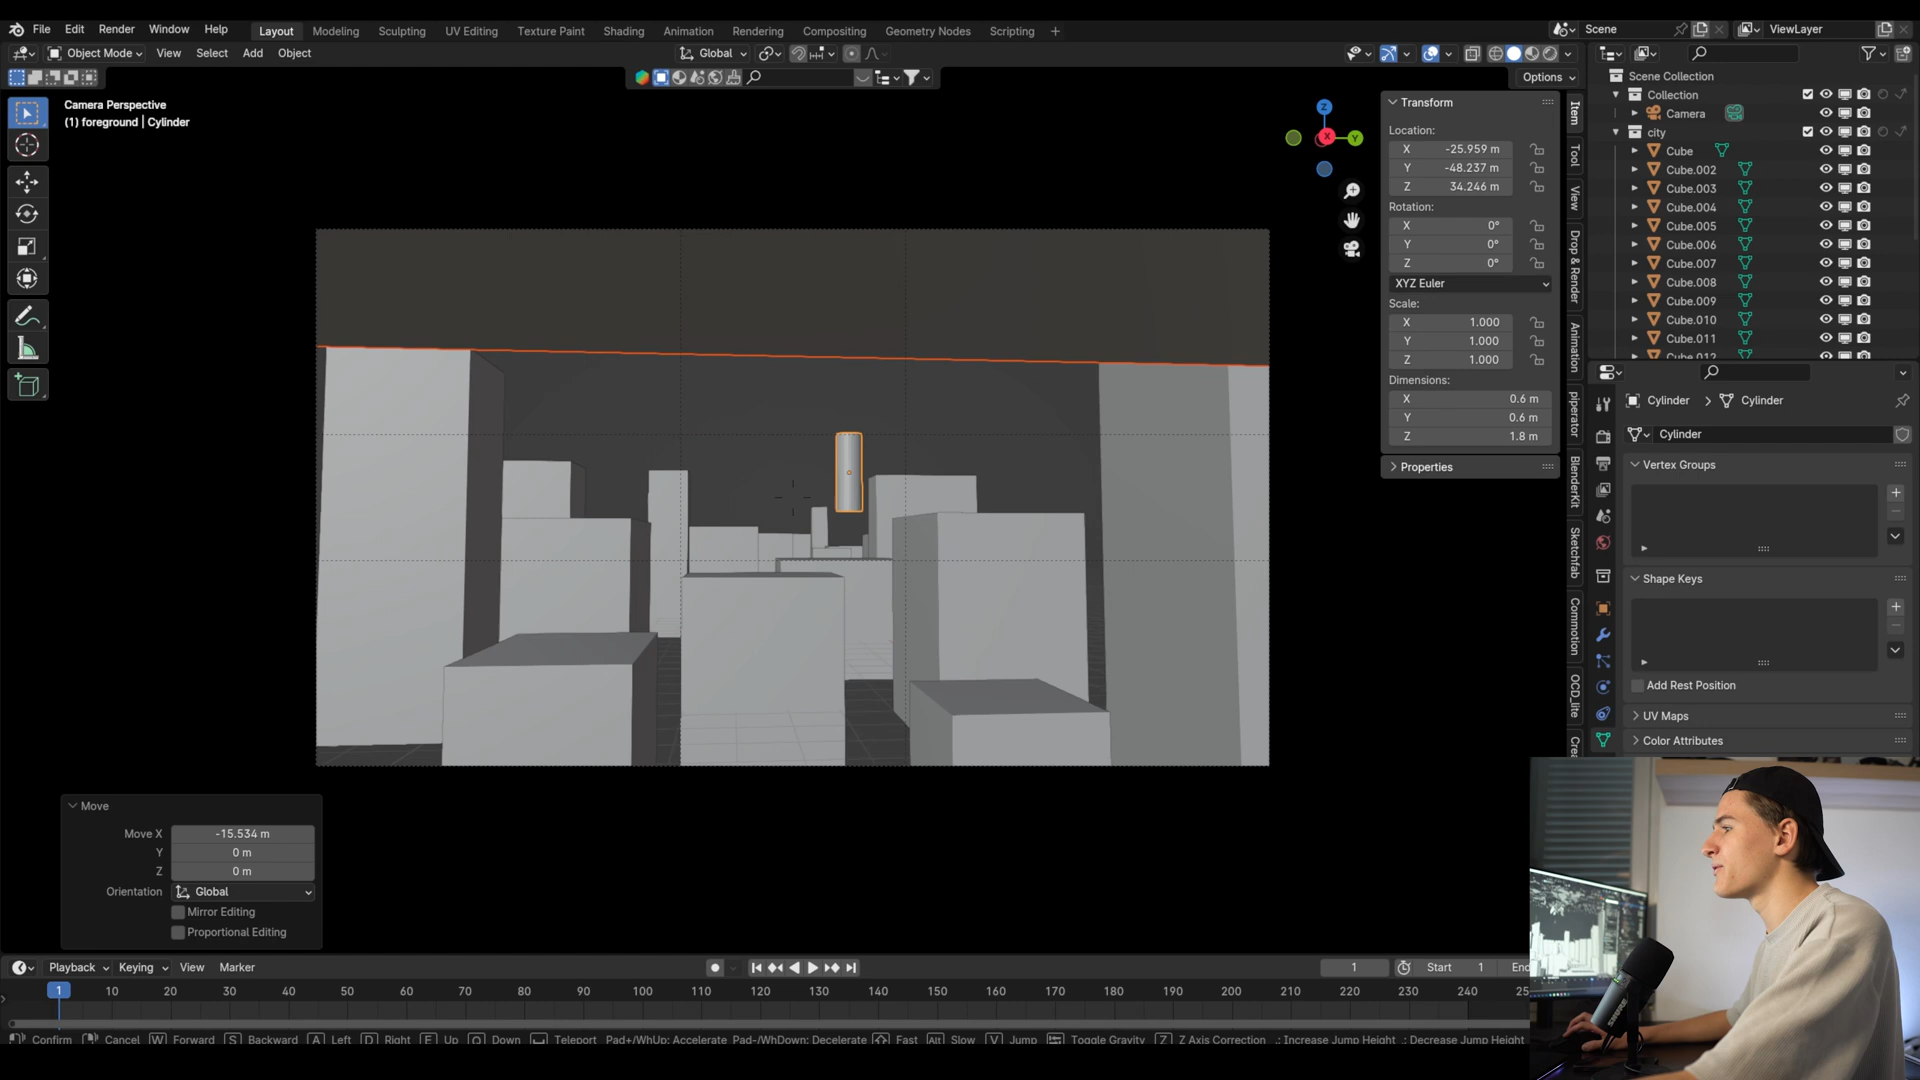 File Edit Render Window Help Layout Modeling Sculpting UV Editing Texture Paint Shading Animation Rendering Compositing Geometry Nodes Scripting + Scene ViewLayer
Object Mode View Select Add Object Global
Options
Camera Perspective
(1) foreground | Cylinder
Z
X
Y
Transform
Location:
X -25.959 m
Y -48.237 m
Z 34.246 m
Rotation:
X 0°
Y 0°
Z 0°
XYZ Euler
Scale:
X 1.000
Y 1.000
Z 1.000
Dimensions:
X 0.6 m
Y 0.6 m
Z 1.8 m
Properties
Item
Tool
View
Drop & Render
Animation
piperator
BlenderKit
Sketchfab
Commotion
OCD_lite
Crea
Scene Collection
Collection
Camera
city
Cube
Cube.002
Cube.003
Cube.004
Cube.005
Cube.006
Cube.007
Cube.008
Cube.009
Cube.010
Cube.011
Cube.012
Cylinder > Cylinder
Cylinder
Vertex Groups
Shape Keys
Add Rest Position
UV Maps
Color Attributes
Move
Move X -15.534 m
Y 0 m
Z 0 m
Orientation Global
Mirror Editing
Proportional Editing
Playback Keying View Marker 1 Start 1 End
1 10 20 30 40 50 60 70 80 90 100 110 120 130 140 150 160 170 180 190 200 210 220 230 240 25
Confirm Cancel W Forward S Backward A Left D Right E Up Q Down Teleport Pad+/WhUp: Accelerate Pad-/WhDown: Decelerate Fast Alt Slow V Jump Toggle Gravity Z Z Axis Correction .: Increase Jump Height ,: Decrease Jump Height